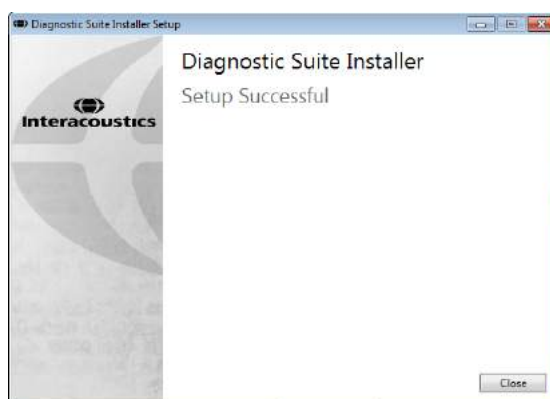 Diagnostic Suite Installer Setup
Diagnostic Suite Installer
Setup Successful
Interacoustics
Close